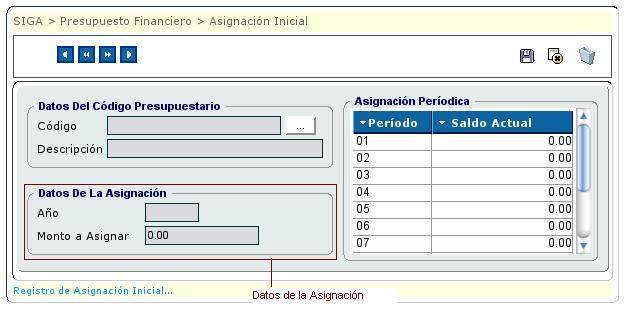 SIGA > Presupuesto Financiero > Asignación Inicial
Datos Del Código Presupuestario
Código
...
Descripción
Datos De La Asignación
Año
Monto a Asignar 0.00
Asignación Períodica
Período Saldo Actual
01 0.00
02 0.00
03 0.00
04 0.00
05 0.00
06 0.00
07 0.00
Registro de Asignación Inicial...
Datos de la Asignación